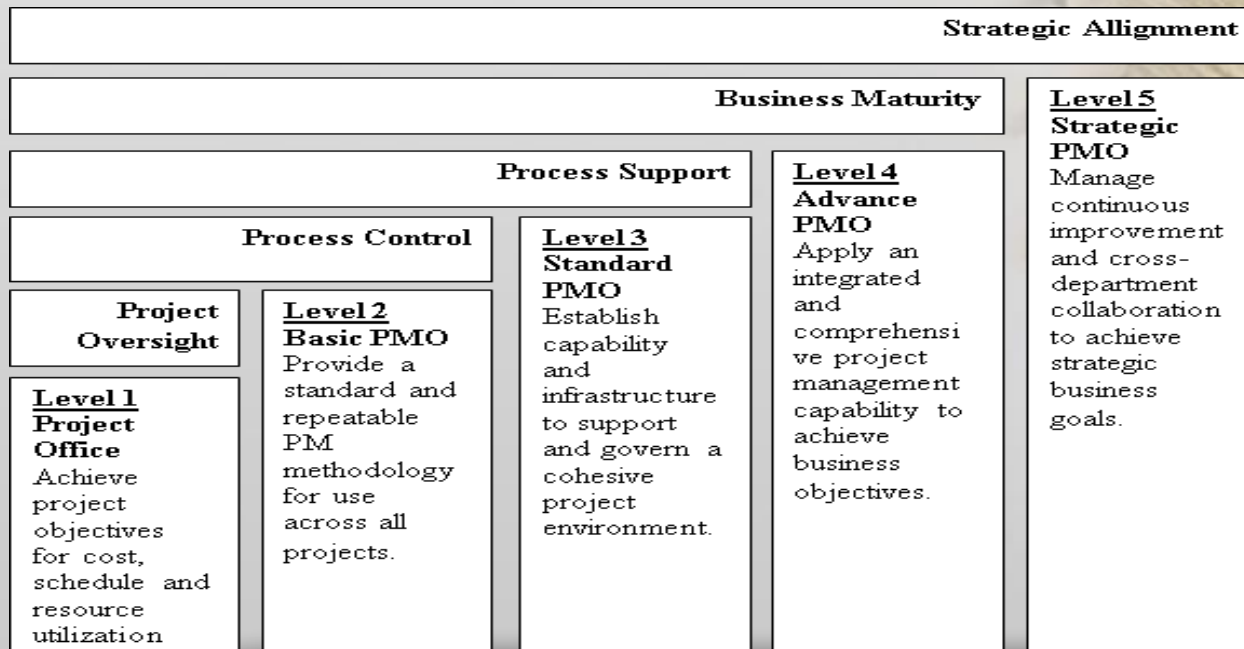 Strategic Allignment
Business Maturity
Process Support
Process Control
Project
Oversight
Level 1
Project
Office
Achieve
project
objectives
for cost,
schedule and
resource
utilization
Level 2
Basic PMO
Provide a
standard and
repeatable
PM
methodology
for use
across all
projects.
Level 3
Standard
PMO
Establish
capability
and
infrastructure
to support
and govern a
cohesive
project
environment.
Level 4
Advance
PMO
Apply an
integrated
and
comprehensi
ve project
management
capability to
achieve
business
objectives.
Level 5
Strategic
PMO
Manage
continuous
improvement
and cross-
department
collaboration
to achieve
strategic
business
goals.